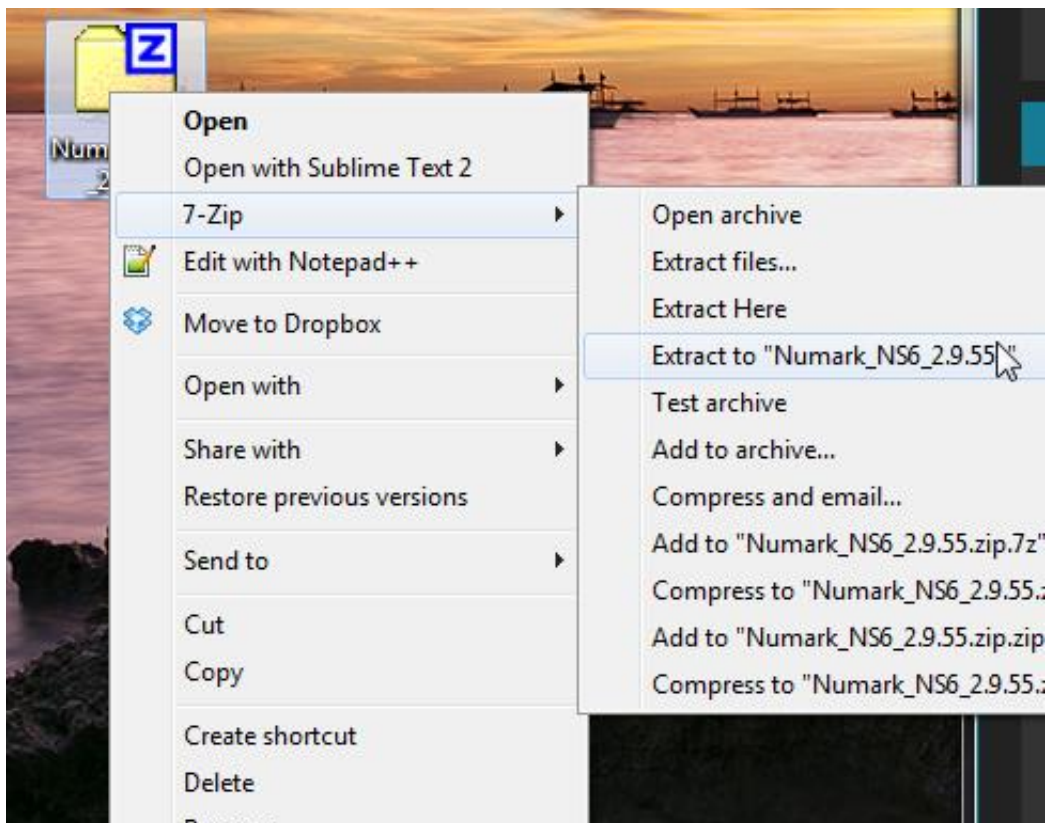 Z
Num
_2
Open
Open with Sublime Text 2
7-Zip
Edit with Notepad++
Move to Dropbox
Open with
Share with
Restore previous versions
Send to
Cut
Copy
Create shortcut
Delete
Open archive
Extract files...
Extract Here
Extract to "Numark_NS6_2.9.55\"
Test archive
Add to archive...
Compress and email...
Add to "Numark_NS6_2.9.55.zip.7z"
Compress to "Numark_NS6_2.9.55.z
Add to "Numark_NS6_2.9.55.zip.zip
Compress to "Numark_NS6_2.9.55.z